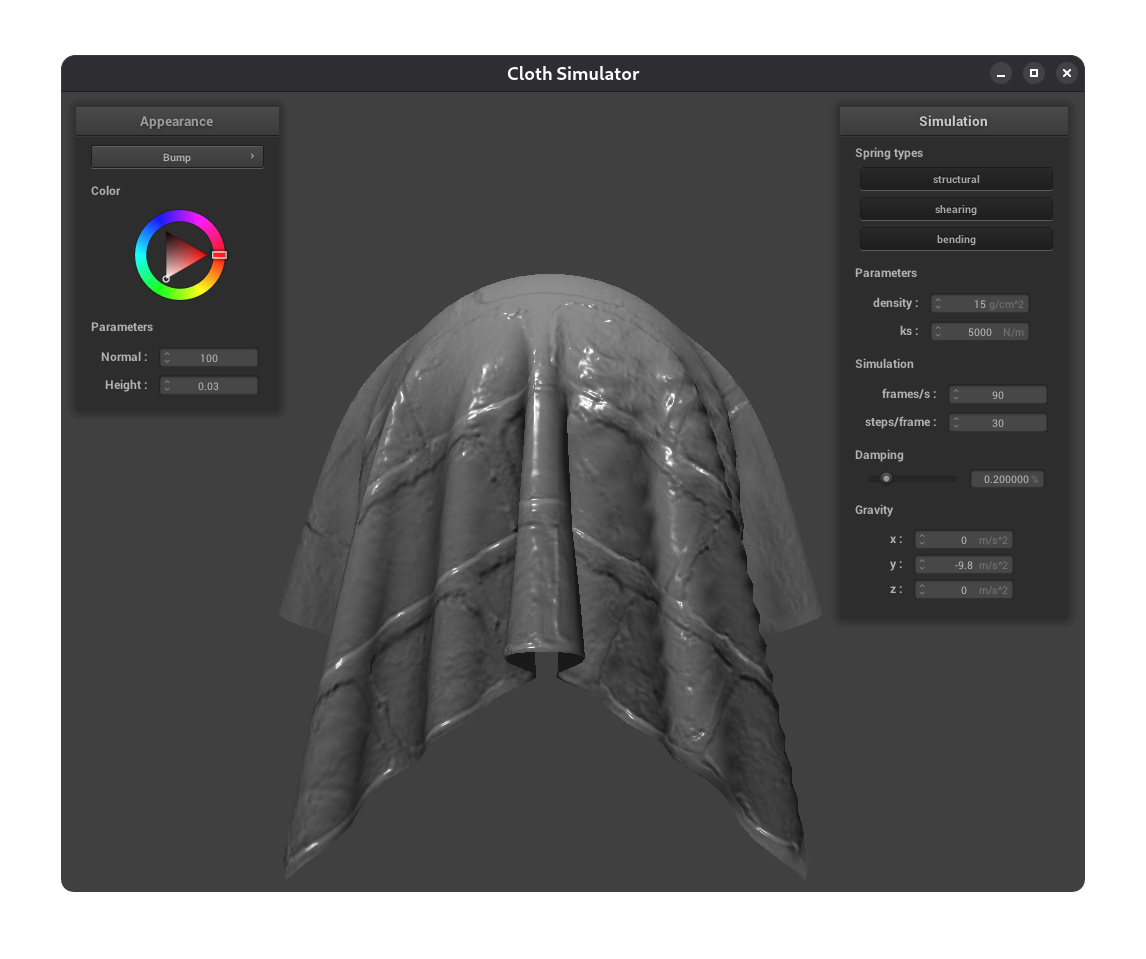 Cloth Simulator
Appearance
Bump
Color
Parameters
Normal : 100
Height : 0.03
Simulation
Spring types
structural
shearing
bending
Parameters
density : 15 g/cm^2
ks : 5000 N/m
Simulation
frames/s : 90
steps/frame : 30
Damping
0.200000 %
Gravity
x : 0 m/s^2
y : -9.8 m/s^2
z : 0 m/s^2